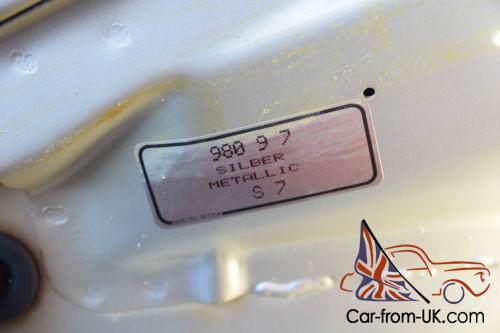 980 9 7
SILBER
METALLIC
S 7
Car-from-UK.com